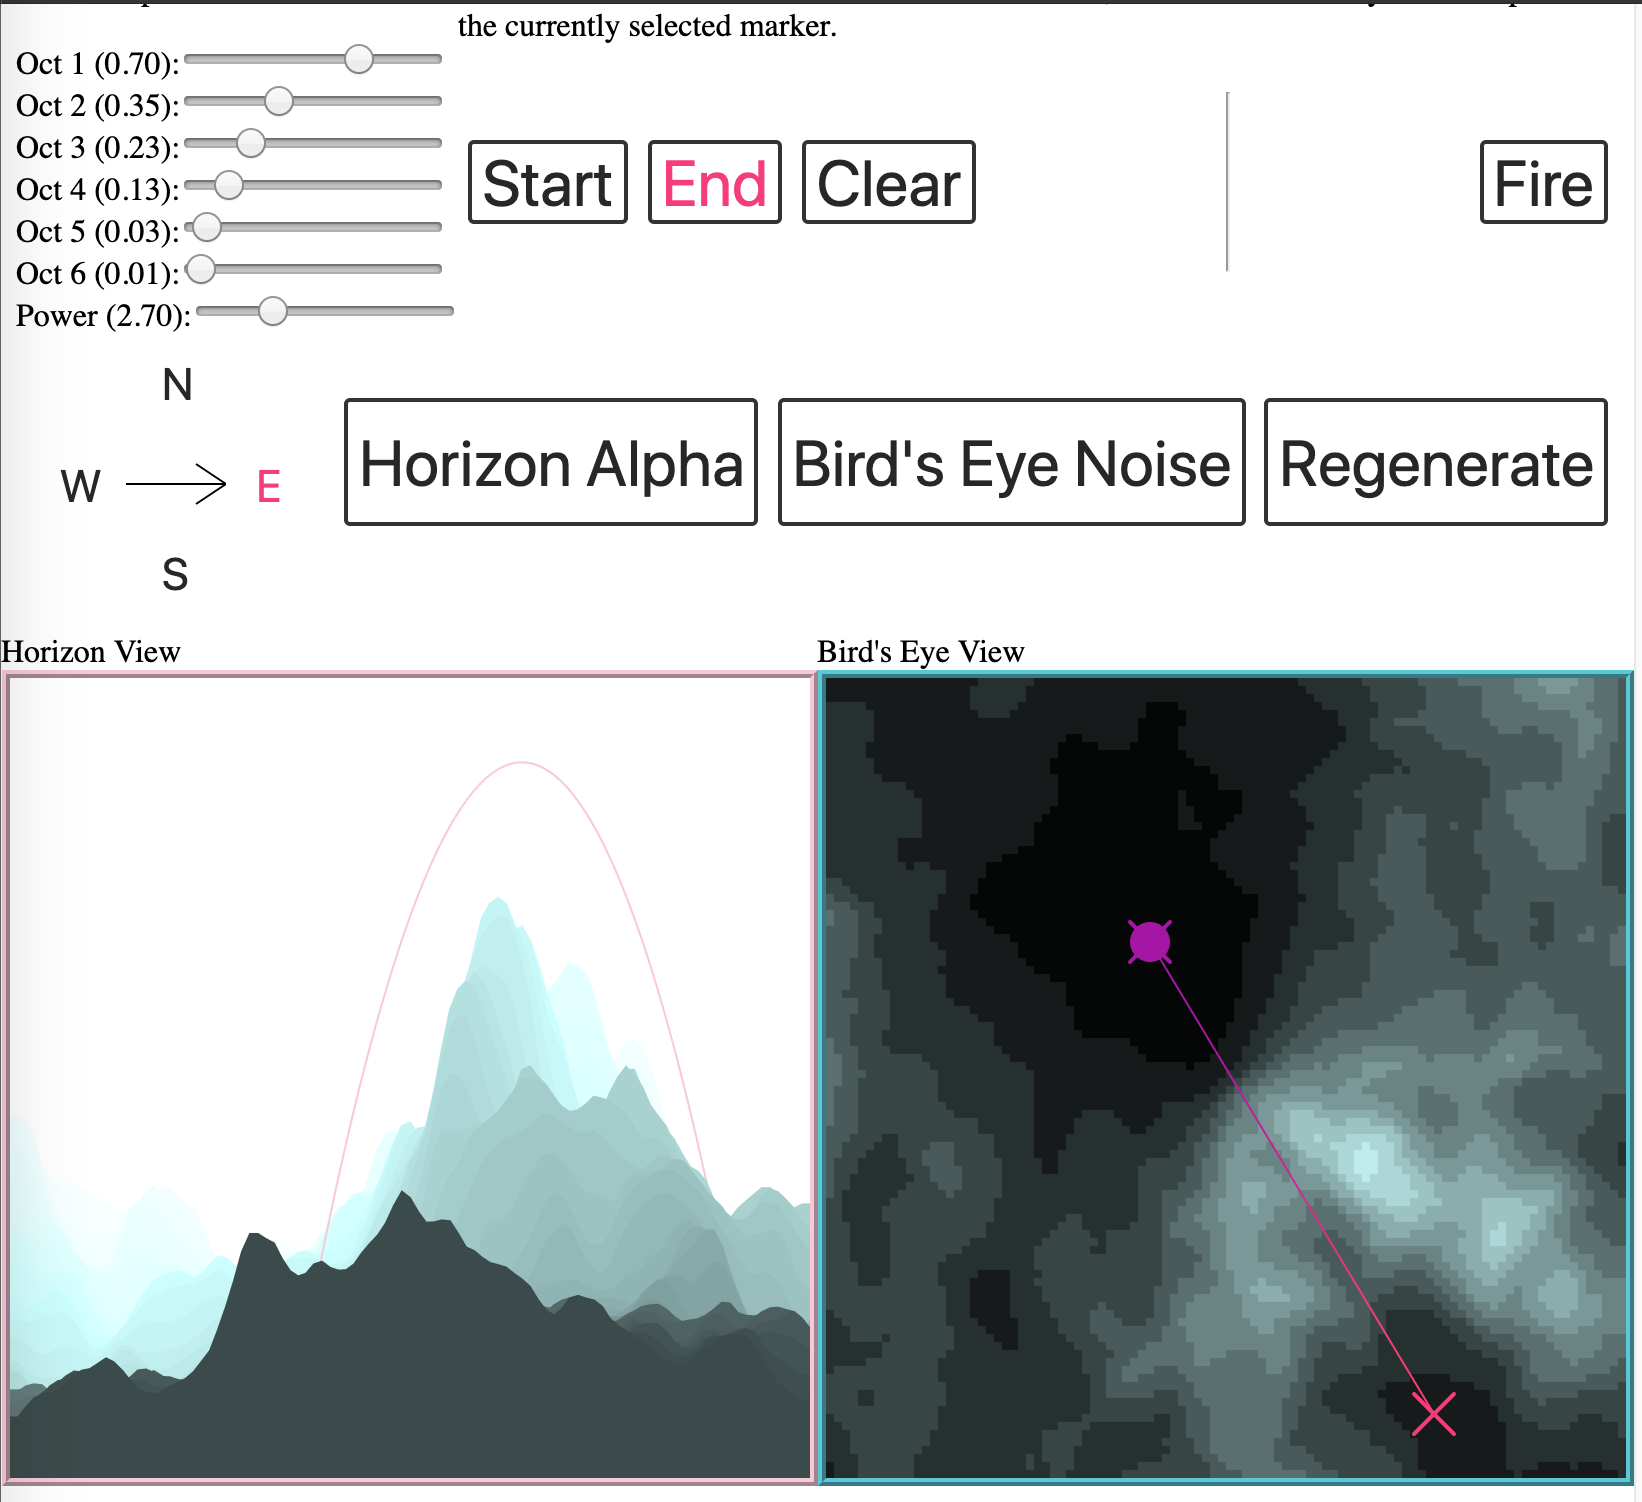 the currently selected marker.
Oct 1 (0.70):
Oct 2 (0.35):
Oct 3 (0.23):
Oct 4 (0.13):
Oct 5 (0.03):
Oct 6 (0.01):
Power (2.70):
Start End Clear Fire
N
W E
S
Horizon Alpha Bird's Eye Noise Regenerate
Horizon View Bird's Eye View